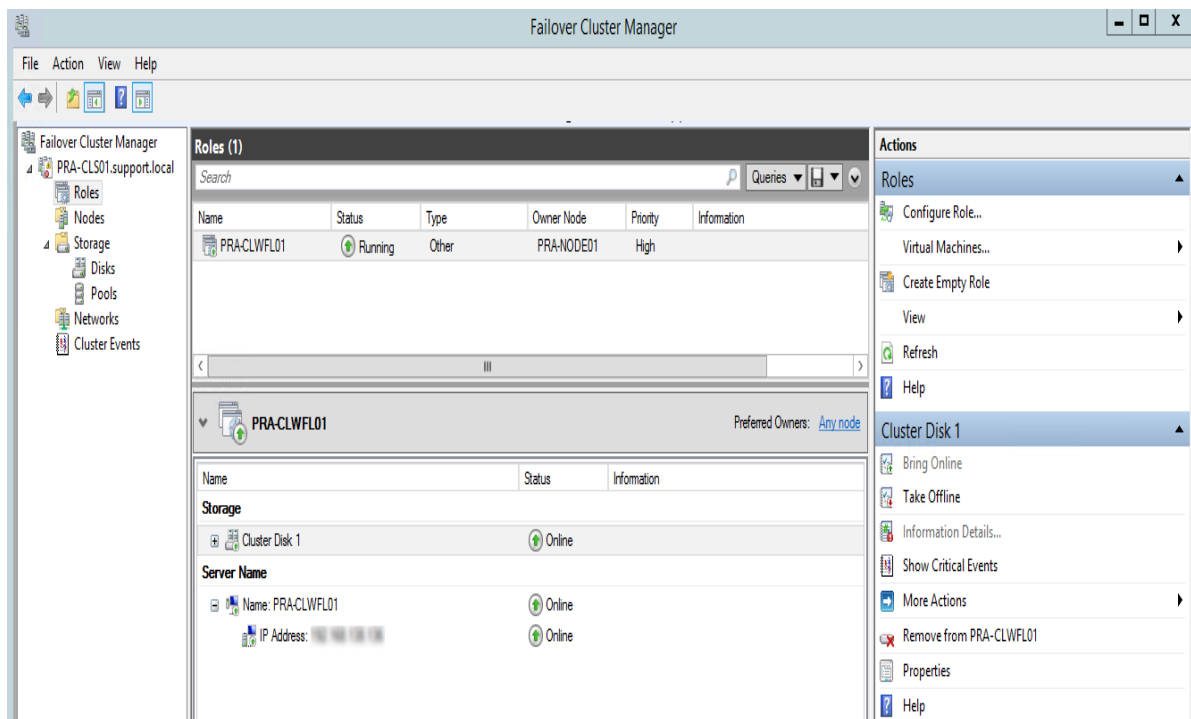 Failover Cluster Manager
File Action View Help
Failover Cluster Manager
PRA-CLS01.support.local
Roles
Nodes
Storage
Disks
Pools
Networks
Cluster Events
Roles (1)
Search
Queries
Name Status Type Owner Node Priority Information
PRA-CLWFL01 Running Other PRA-NODE01 High
PRA-CLWFL01
Preferred Owners: Any node
Name Status Information
Storage
Cluster Disk 1 Online
Server Name
Name: PRA-CLWFL01 Online
IP Address: Online
Actions
Roles
Configure Role...
Virtual Machines...
Create Empty Role
View
Refresh
Help
Cluster Disk 1
Bring Online
Take Offline
Information Details...
Show Critical Events
More Actions
Remove from PRA-CLWFL01
Properties
Help